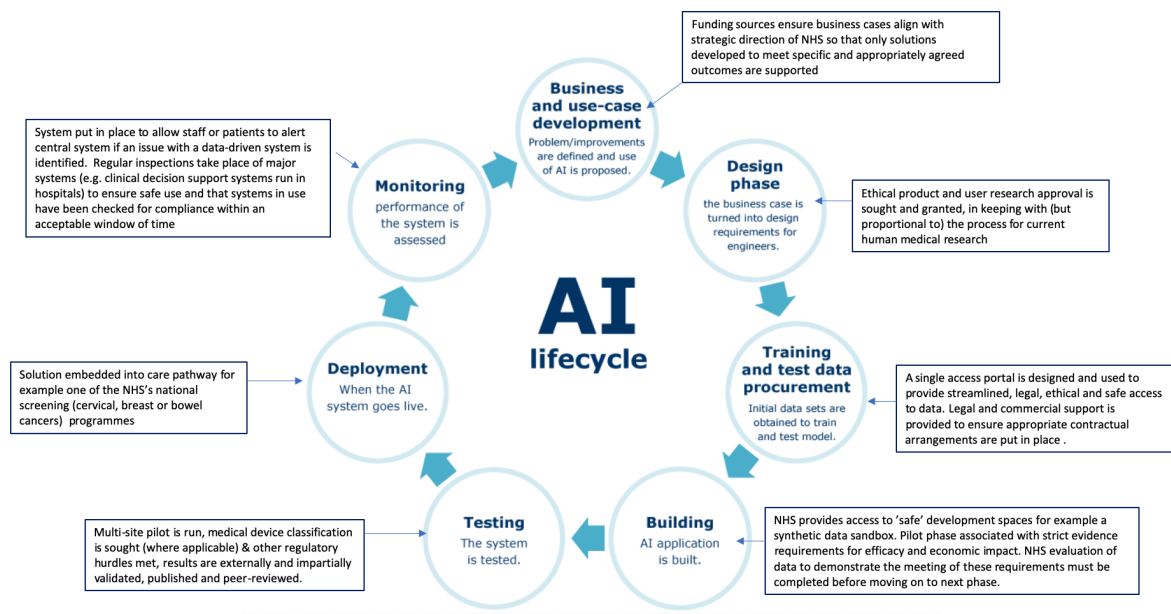 Funding sources ensure business cases align with
strategic direction of NHS so that only solutions
developed to meet specific and appropriately agreed
outcomes are supported
Business
and use-case
development
Problem/improvements
are defined and use
of AI is proposed.
Design
phase
the business case is
turned into design
requirements for
engineers.
Ethical product and user research approval is
sought and granted, in keeping with (but
proportional to) the process for current
human medical research
Training
and test data
procurement
Initial data sets are
obtained to train
and test model.
A single access portal is designed and used to
provide streamlined, legal, ethical and safe access
to data. Legal and commercial support is
provided to ensure appropriate contractual
arrangements are put in place .
Building
AI application
is built.
NHS provides access to ‘safe’ development spaces for example a
synthetic data sandbox. Pilot phase associated with strict evidence
requirements for efficacy and economic impact. NHS evaluation of
data to demonstrate the meeting of these requirements must be
completed before moving on to next phase.
Testing
The system
is tested.
Multi-site pilot is run, medical device classification
is sought (where applicable) & other regulatory
hurdles met, results are externally and impartially
validated, published and peer-reviewed.
Deployment
When the AI
system goes live.
Solution embedded into care pathway for
example one of the NHS’s national
screening (cervical, breast or bowel
cancers) programmes
Monitoring
performance of
the system is
assessed
System put in place to allow staff or patients to alert
central system if an issue with a data-driven system is
identified. Regular inspections take place of major
systems (e.g. clinical decision support systems run in
hospitals) to ensure safe use and that systems in use
have been checked for compliance within an
acceptable window of time
AI
lifecycle